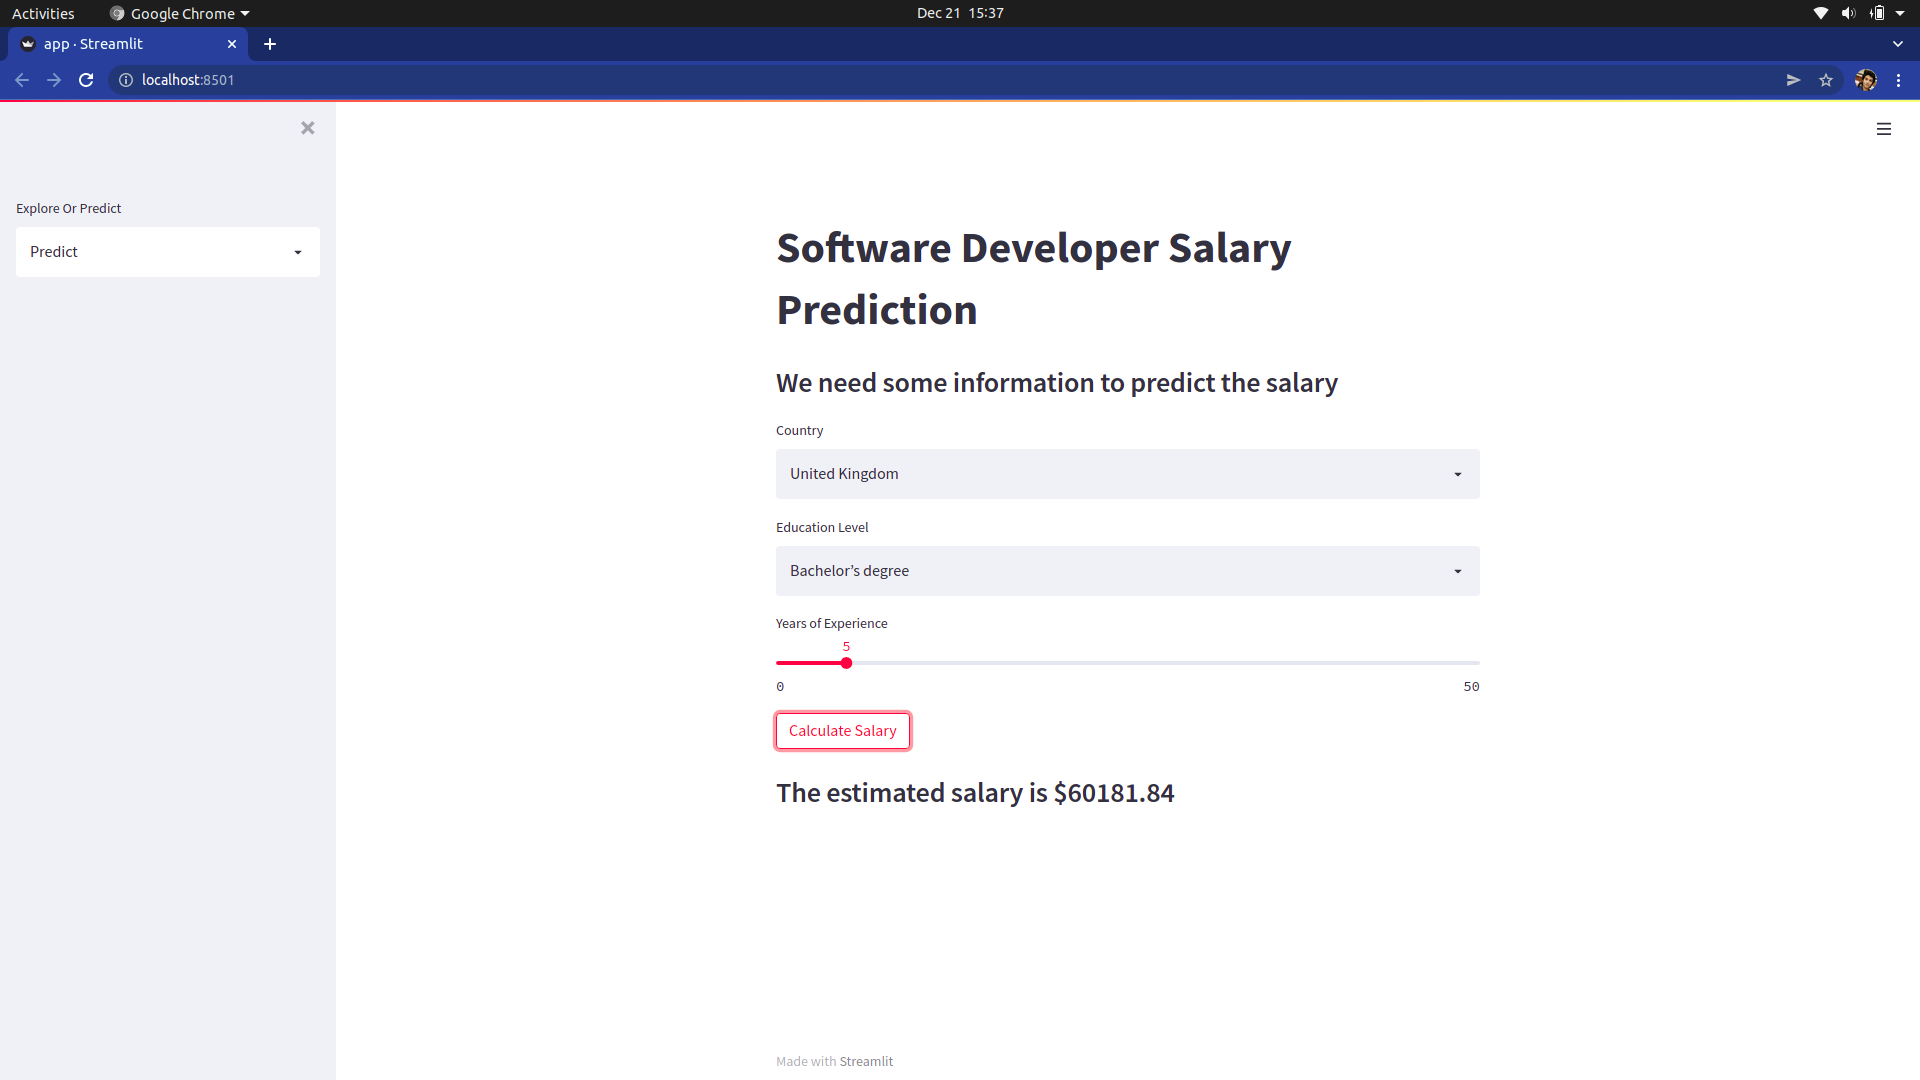 Activities
Google Chrome
Dec 21 15:37
app · Streamlit
localhost:8501
Explore Or Predict
Predict
Software Developer Salary
Prediction
We need some information to predict the salary
Country
United Kingdom
Education Level
Bachelor’s degree
Years of Experience
5
0 50
Calculate Salary
The estimated salary is $60181.84
Made with Streamlit